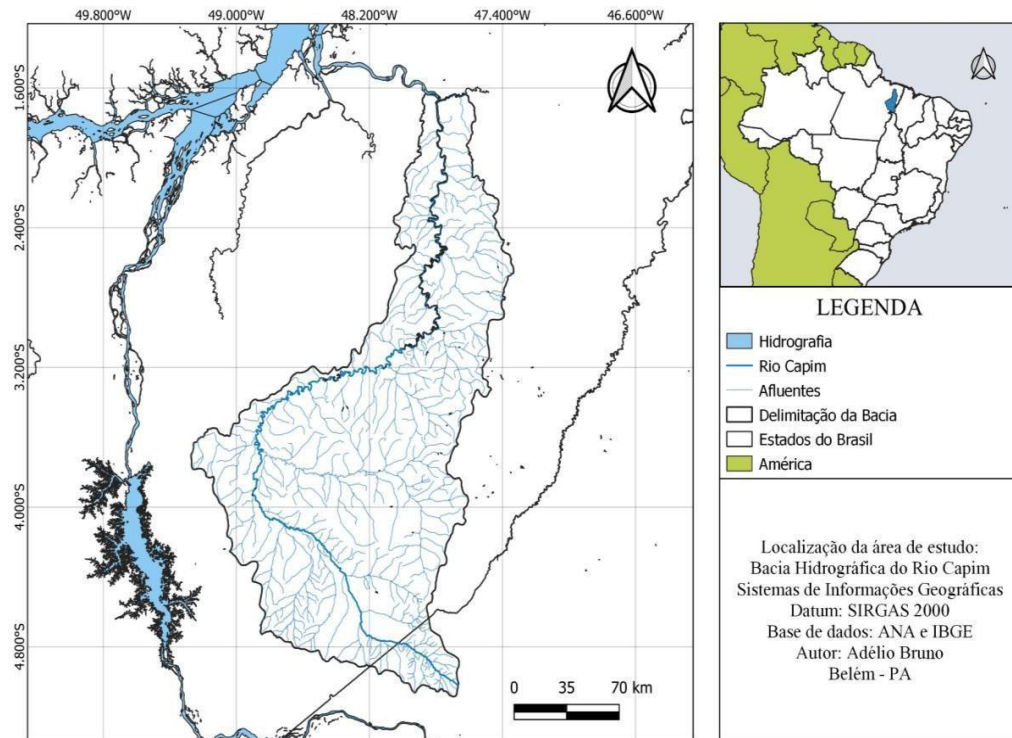 49.800°W 49.000°W 48.200°W 47.400°W 46.600°W
1.600°S
2.400°S
3.200°S
4.000°S
4.800°S
0 35 70 km
LEGENDA
Hidrografia
Rio Capim
Afluentes
Delimitação da Bacia
Estados do Brasil
América
Localização da área de estudo:
Bacia Hidrográfica do Rio Capim
Sistemas de Informações Geográficas
Datum: SIRGAS 2000
Base de dados: ANA e IBGE
Autor: Adélio Bruno
Belém - PA